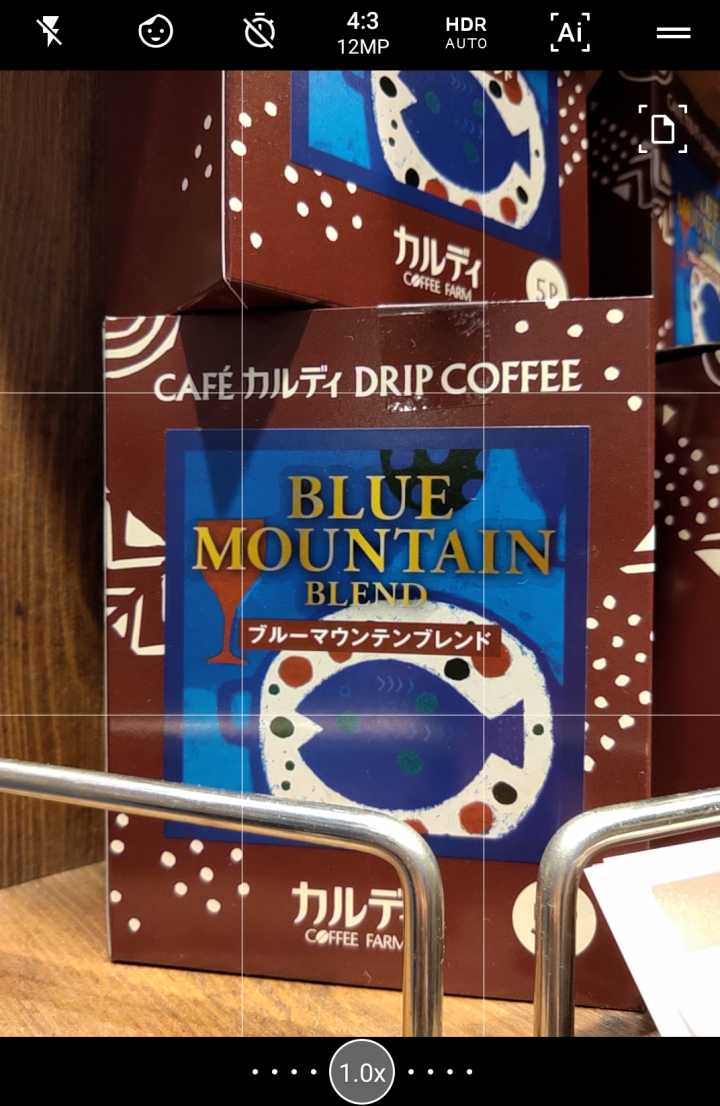 4:3
12MP
HDR
AUTO
Ai
カルディ
COFFEE FARM
5P
CAFÉ カルディ DRIP COFFEE
BLUE
MOUNTAIN
BLEND
ブルーマウンテンブレンド
カルデ
COFFEE FARM
1.0x